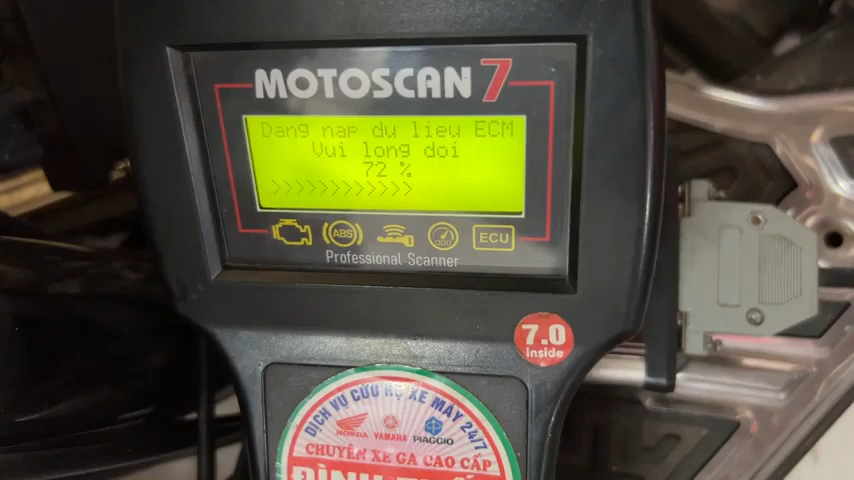 MOTOSCAN 7
Dang nap du lieu ECM
Vui long doi
72 %
>>>>>>>>>>>>
ABS
ECU
Professional Scanner
7.0
inside
DỊCH VỤ CỨU HỘ XE MÁY 24/7
HONDA YAMAHA PIAGGIO
CHUYÊN XE GA CAO CẤP
ĐÌNH